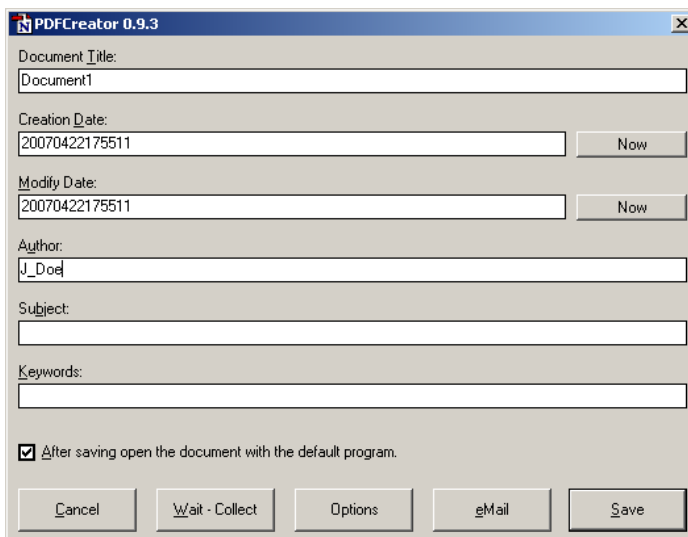 PDFCreator 0.9.3
Document Title:
Document1
Creation Date:
20070422175511
Now
Modify Date:
20070422175511
Now
Author:
J_Doe
Subject:
Keywords:
After saving open the document with the default program.
Cancel Wait - Collect Options eMail Save